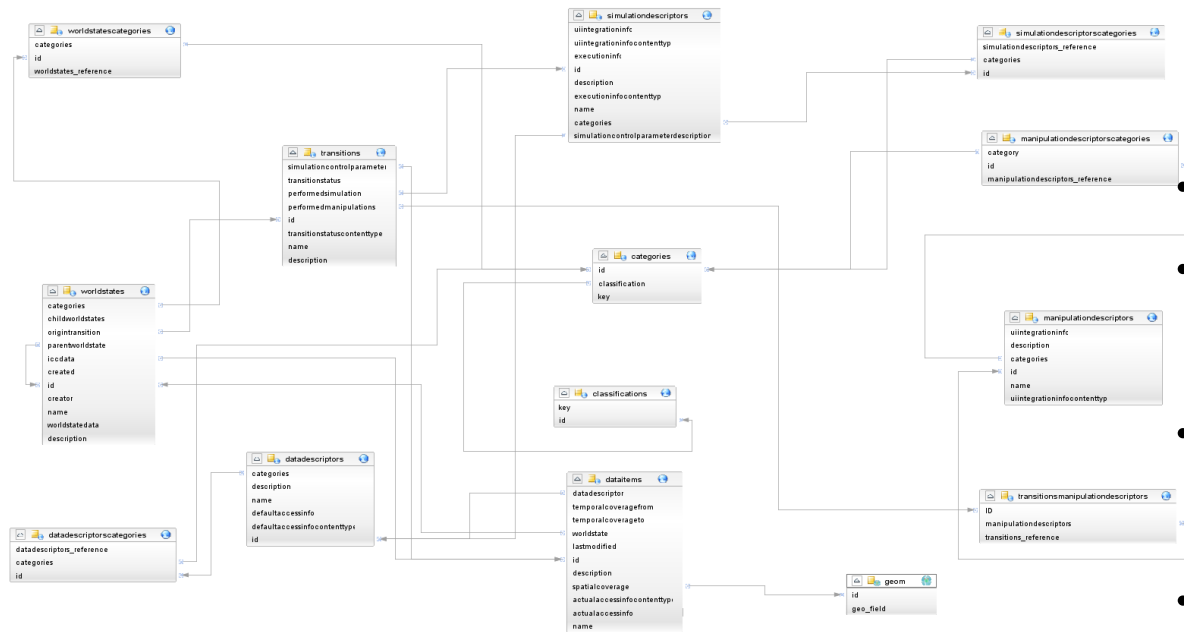 worldstatescategories
categories
id
worldstates_reference
simulationdescriptors
uiintegrationinfc
uiintegrationinfocontenttyp
executioninfc
id
description
executioninfocontenttyp
name
categories
simulationcontrolparameterdescription
simulationdescriptorscategories
simulationdescriptors_reference
categories
id
manipulationdescriptorscategories
category
id
manipulationdescriptors_reference
transitions
simulationcontrolparameter
transitionstatus
performedsimulation
performedmanipulations
id
transitionstatuscontenttype
name
description
categories
id
classification
key
worldstates
categories
childworldstates
origintransition
parentworldstate
iccdata
created
id
creator
name
worldstatedata
description
manipulationdescriptors
uiintegrationinfc
description
categories
id
name
uiintegrationinfocontenttyp
classifications
key
id
datadescriptors
categories
description
name
defaultaccessinfo
defaultaccessinfocontenttype
id
dataitems
datadescriptor
temporalcoveragefrom
temporalcoverageto
worldstate
lastmodified
id
description
spatialcoverage
actualaccessinfocontenttype
actualaccessinfo
name
transitionsmanipulationdescriptors
ID
manipulationdescriptors
transitions_reference
datadescriptorscategories
datadescriptors_reference
categories
id
geom
id
geo_field